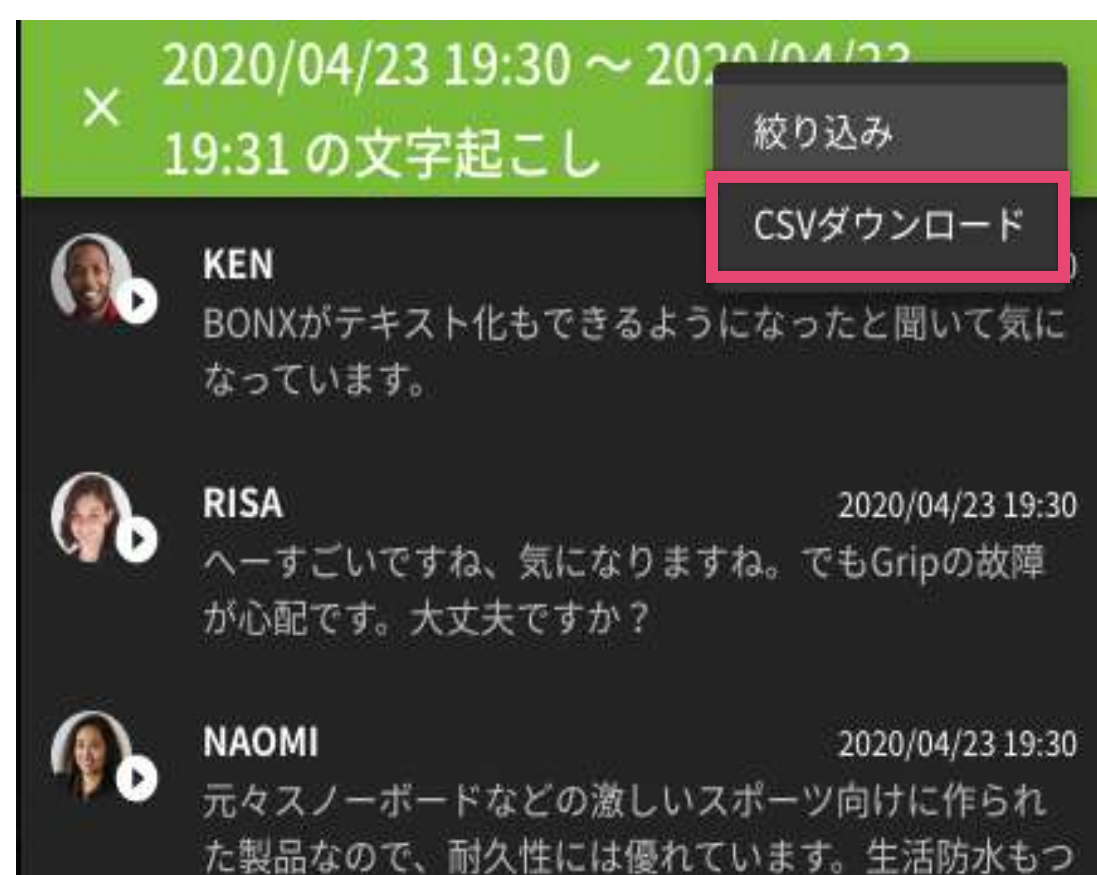 2020/04/23 19:30 ～ 2020/04/23
19:31 の文字起こし
絞り込み
CSVダウンロード
KEN
BONXがテキスト化もできるようになったと聞いて気に
なっています。
RISA
2020/04/23 19:30
へーすごいですね、気になりますね。でもGripの故障
が心配です。大丈夫ですか？
NAOMI
2020/04/23 19:30
元々スノーボードなどの激しいスポーツ向けに作られ
た製品なので、耐久性には優れています。生活防水もつ